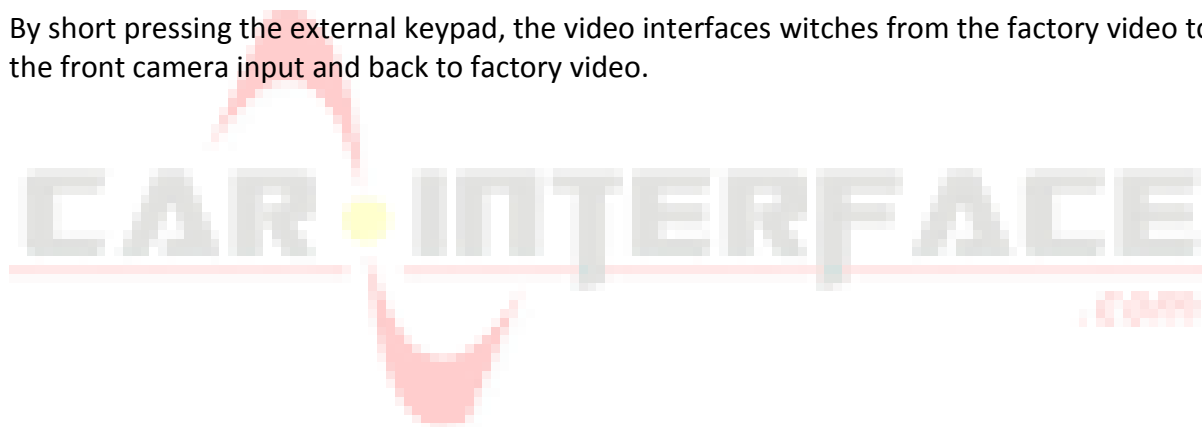 By short pressing the external keypad, the video interfaces witches from the factory video to
the front camera input and back to factory video.
CAR INTERFACE
.com